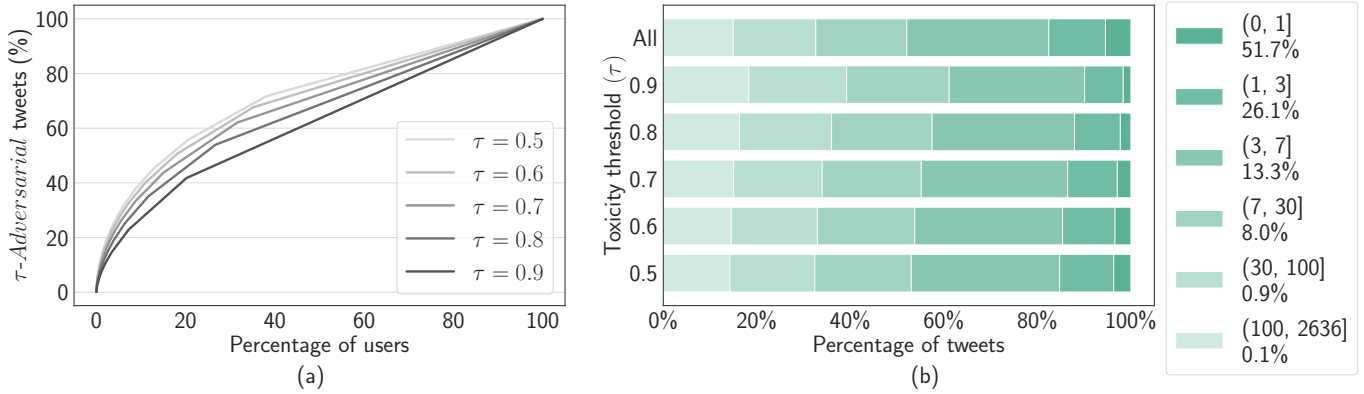 τ-Adversarial tweets (%)
100
80
60
40
20
0
τ = 0.5
τ = 0.6
τ = 0.7
τ = 0.8
τ = 0.9
0 20 40 60 80 100
Percentage of users
(a)
Toxicity threshold (τ)
All
0.9
0.8
0.7
0.6
0.5
0% 20% 40% 60% 80% 100%
Percentage of tweets
(b)
(0, 1]
51.7%
(1, 3]
26.1%
(3, 7]
13.3%
(7, 30]
8.0%
(30, 100]
0.9%
(100, 2636]
0.1%